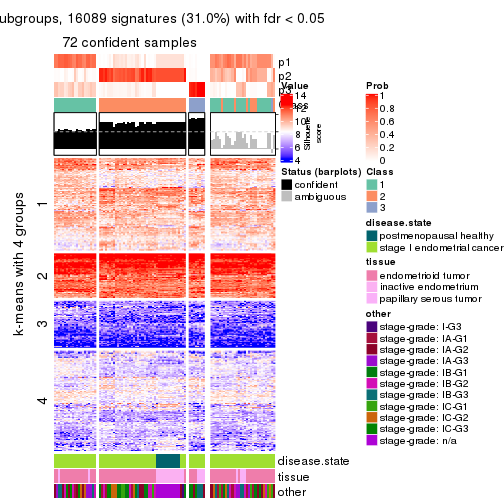 ubgroups, 16089 signatures (31.0%) with fdr < 0.05
72 confident samples
p1
p2
p3
Class
Silhouette
score
k-means with 4 groups
1
2
3
4
disease.state
tissue
other
Value
14
12
10
8
6
4
Status (barplots)
confident
ambiguous
Prob
1
0.8
0.6
0.4
0.2
0
Class
1
2
3
disease.state
postmenopausal healthy
stage I endometrial cancer
tissue
endometrioid tumor
inactive endometrium
papillary serous tumor
other
stage-grade: I-G3
stage-grade: IA-G1
stage-grade: IA-G2
stage-grade: IA-G3
stage-grade: IB-G1
stage-grade: IB-G2
stage-grade: IB-G3
stage-grade: IC-G1
stage-grade: IC-G2
stage-grade: IC-G3
stage-grade: n/a